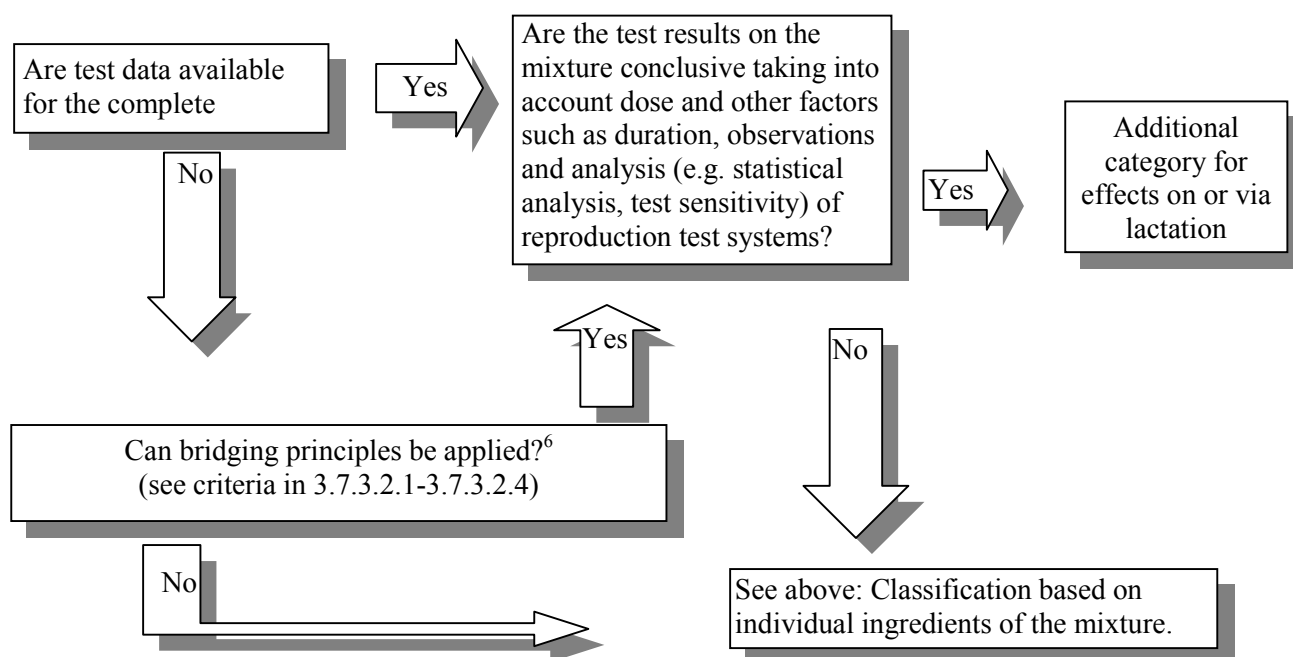 Are test data available
for the complete
Yes
Are the test results on the
mixture conclusive taking into
account dose and other factors
such as duration, observations
and analysis (e.g. statistical
analysis, test sensitivity) of
reproduction test systems?
Yes
Additional
category for
effects on or via
lactation
No
Yes
No
Can bridging principles be applied?⁶
(see criteria in 3.7.3.2.1-3.7.3.2.4)
No
See above: Classification based on
individual ingredients of the mixture.